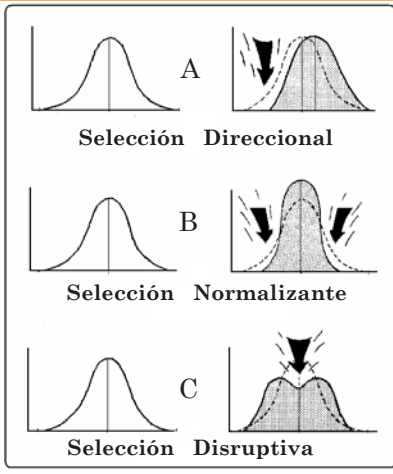 A
Selección Direccional
B
Selección Normalizante
C
Selección Disruptiva